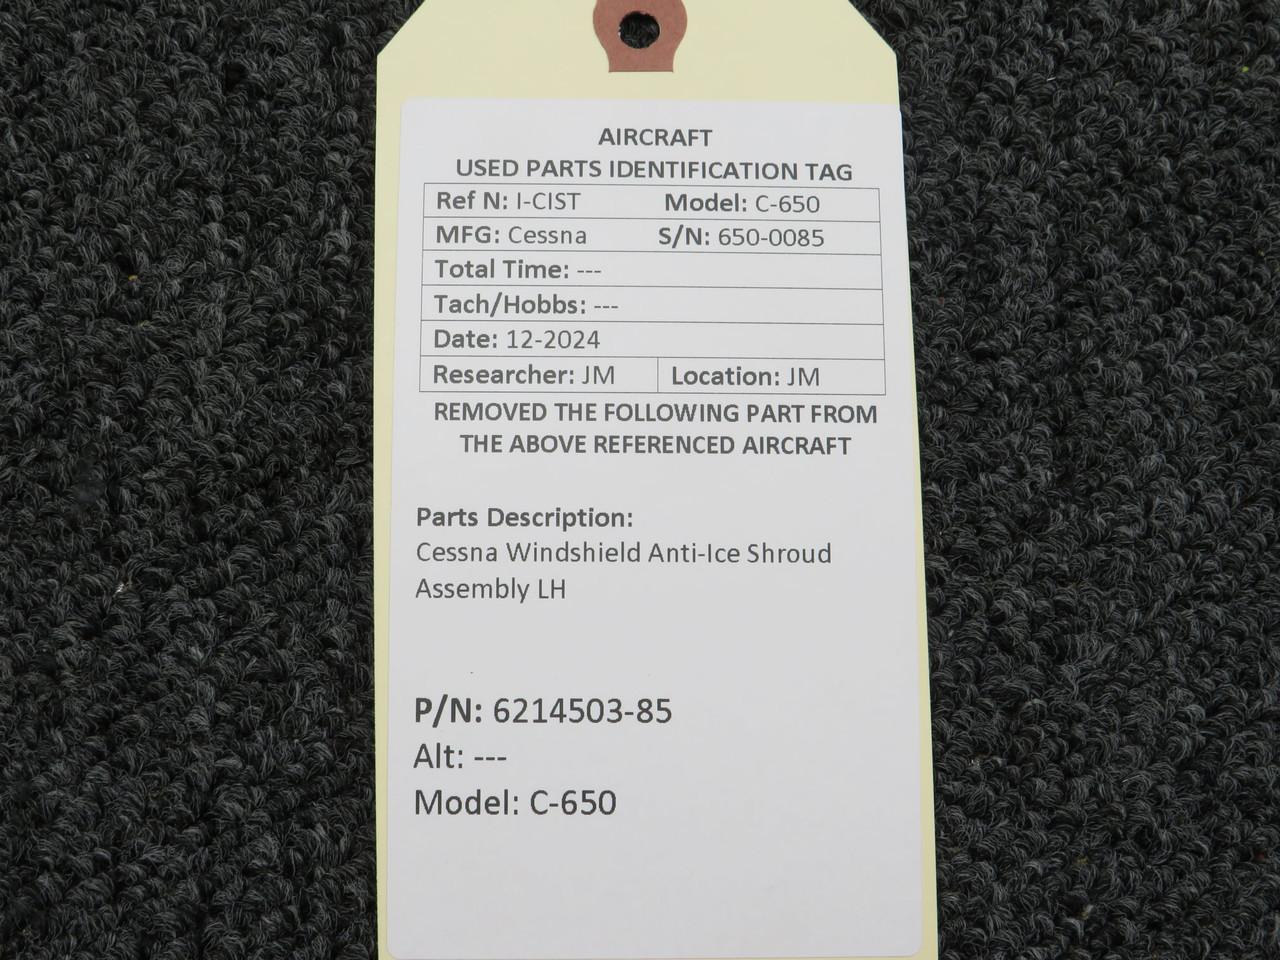 AIRCRAFT
USED PARTS IDENTIFICATION TAG
Ref N: I-CIST Model: C-650
MFG: Cessna S/N: 650-0085
Total Time: ---
Tach/Hobbs: ---
Date: 12-2024
Researcher: JM Location: JM
REMOVED THE FOLLOWING PART FROM
THE ABOVE REFERENCED AIRCRAFT
Parts Description:
Cessna Windshield Anti-Ice Shroud
Assembly LH
P/N: 6214503-85
Alt: ---
Model: C-650